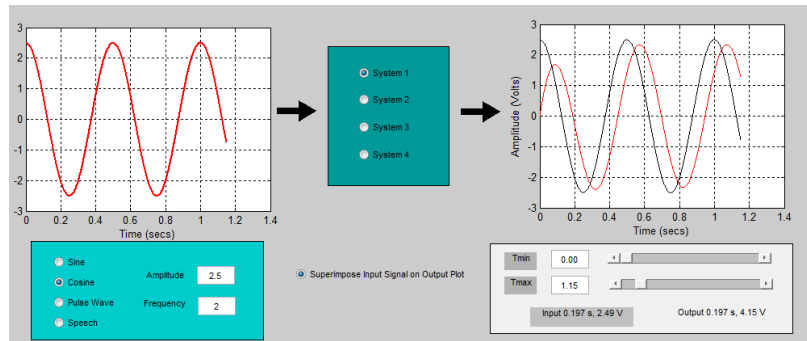 3
2
1
0
-1
-2
-3
0 0.2 0.4 0.6 0.8 1 1.2 1.4
Time (secs)
System 1
System 2
System 3
System 4
3
2
1
0
-1
-2
-3
Amplitude (Volts)
0 0.2 0.4 0.6 0.8 1 1.2 1.4
Time (secs)
Sine
Cosine
Pulse Wave
Speech
Amplitude 2.5
Frequency 2
Superimpose Input Signal on Output Plot
Tmin 0.00
Tmax 1.15
Input 0.197 s, 2.49 V
Output 0.197 s, 4.15 V